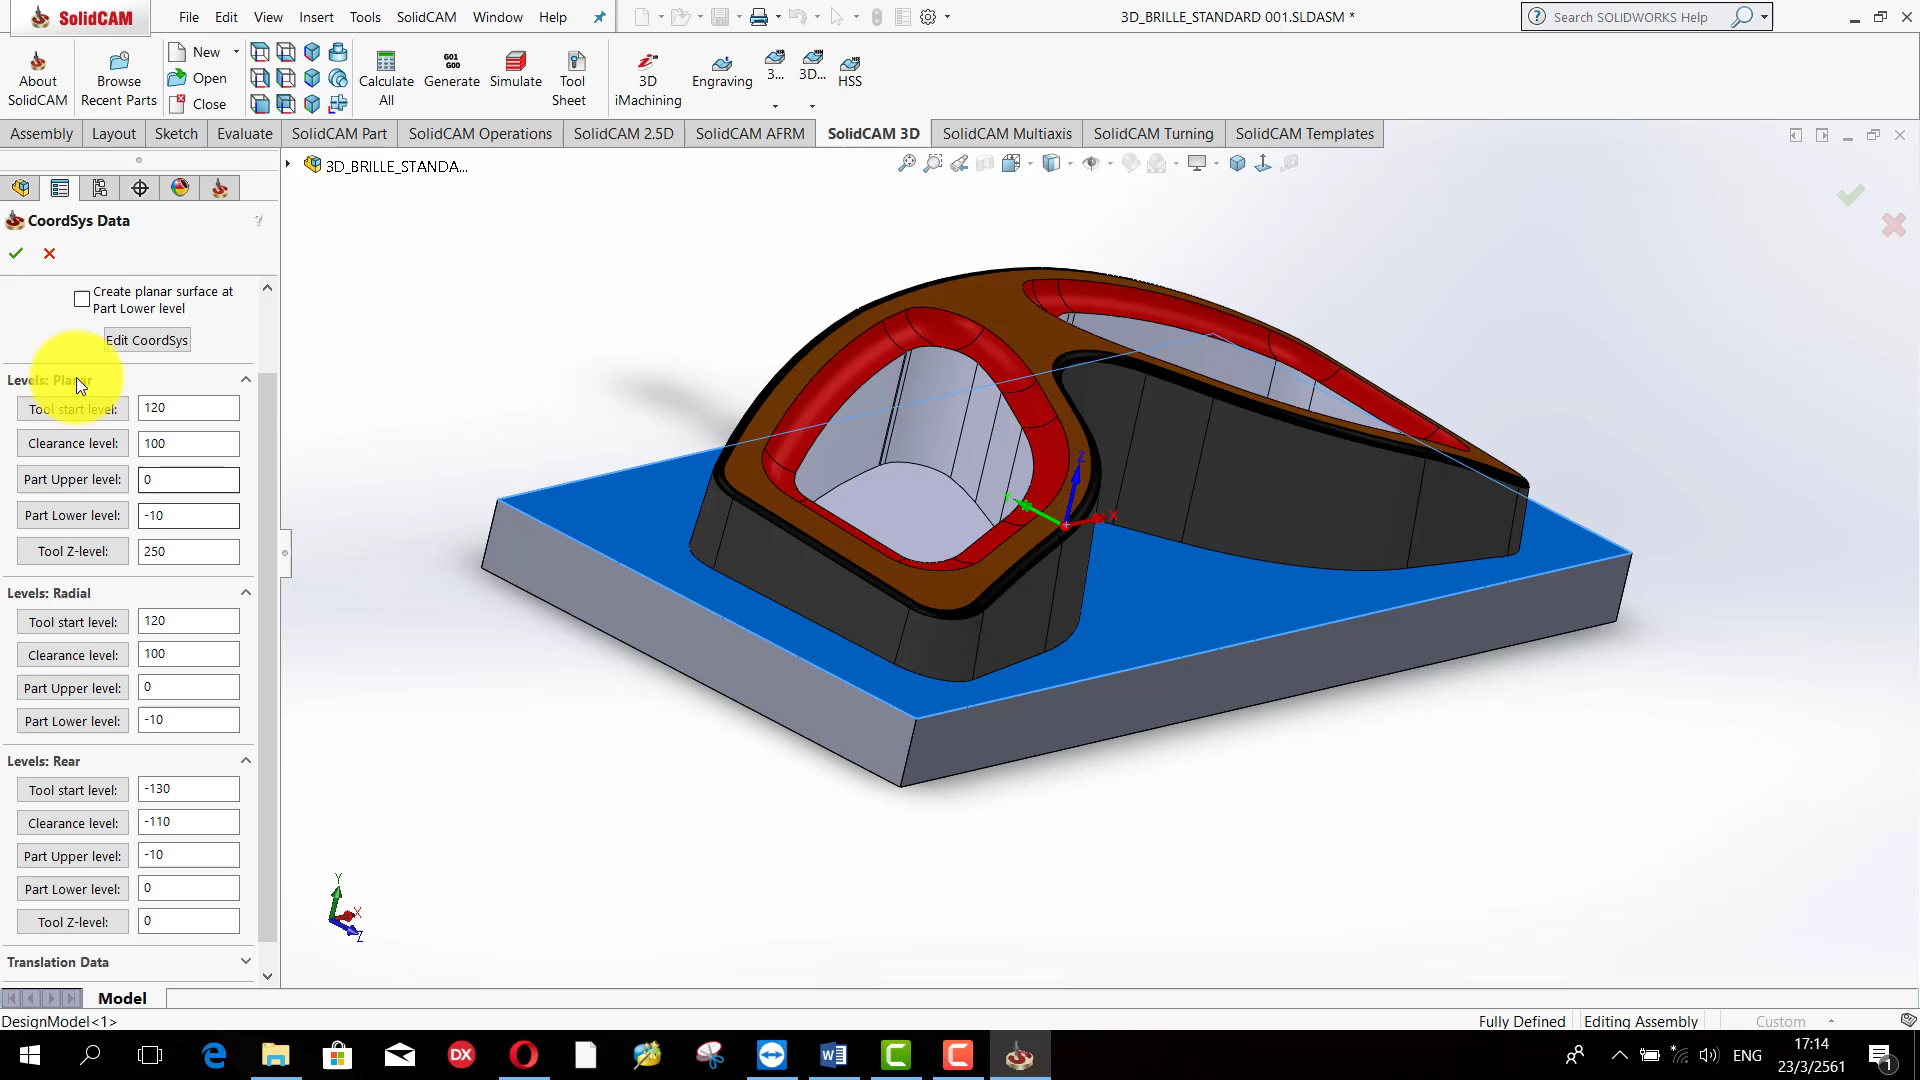 SolidCAM
File
Edit
View
Insert
Tools
SolidCAM
Window
Help
3D_BRILLE_STANDARD 001.SLDASM *
Search SOLIDWORKS Help
About
SolidCAM
Browse
Recent Parts
New
Open
Close
Calculate
All
G01
G00
Generate
Simulate
Tool
Sheet
3D
iMachining
Engraving
3...
3D...
HSS
Assembly
Layout
Sketch
Evaluate
SolidCAM Part
SolidCAM Operations
SolidCAM 2.5D
SolidCAM AFRM
SolidCAM 3D
SolidCAM Multiaxis
SolidCAM Turning
SolidCAM Templates
3D_BRILLE_STANDA...
CoordSys Data
Create planar surface at
Part Lower level
Edit CoordSys
Levels: Planar
Tool start level: 120
Clearance level: 100
Part Upper level: 0
Part Lower level: -10
Tool Z-level: 250
Levels: Radial
Tool start level: 120
Clearance level: 100
Part Upper level: 0
Part Lower level: -10
Levels: Rear
Tool start level: -130
Clearance level: -110
Part Upper level: -10
Part Lower level: 0
Tool Z-level: 0
Translation Data
Z
X
Y
X
Z
Model
DesignModel<1>
Fully Defined
Editing Assembly
Custom
DX
ENG
17:14
23/3/2561
1